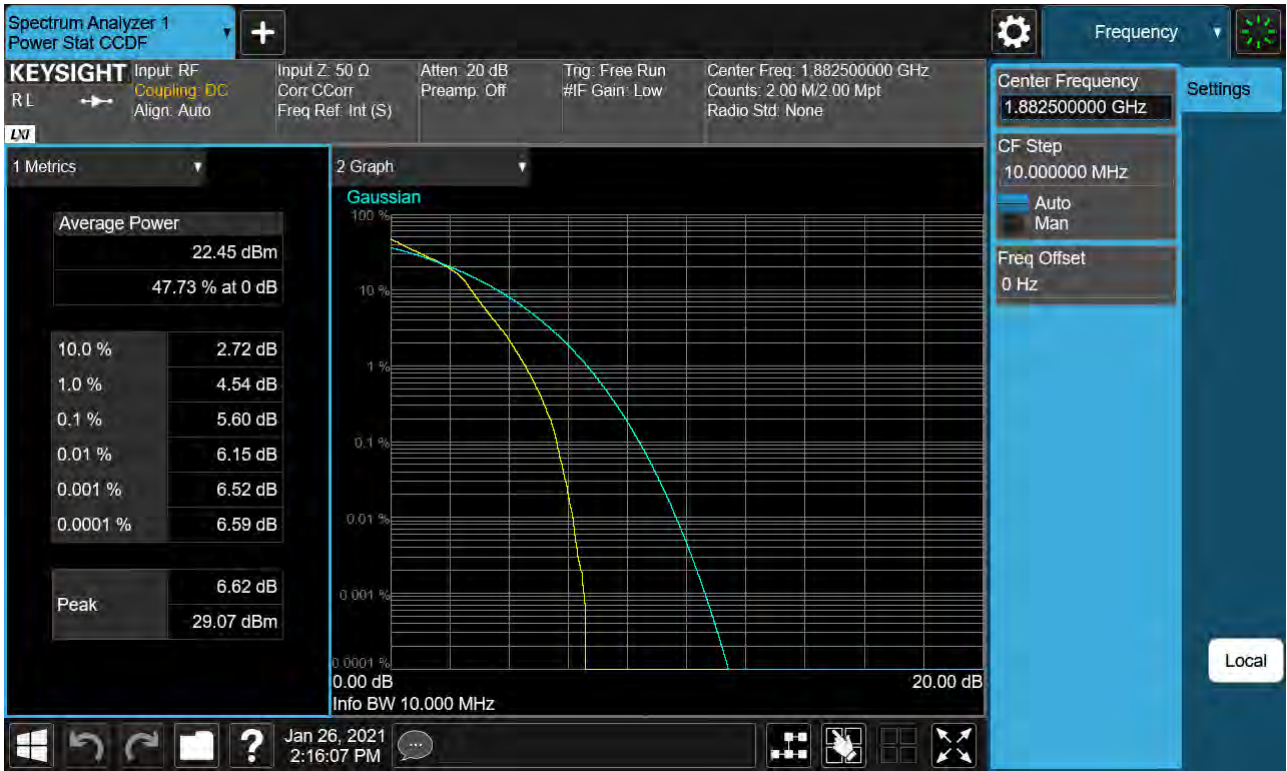 Spectrum Analyzer 1
Power Stat CCDF
+
Frequency
KEYSIGHT
RL
LXI
Input: RF
Coupling: DC
Align: Auto
Input Z: 50 Ω
Corr CCorr
Freq Ref: Int (S)
Atten: 20 dB
Preamp: Off
Trig: Free Run
#IF Gain: Low
Center Freq: 1.882500000 GHz
Counts: 2.00 M/2.00 Mpt
Radio Std: None
Center Frequency
1.882500000 GHz
Settings
CF Step
10.000000 MHz
Auto
Man
Freq Offset
0 Hz
1 Metrics
Average Power
22.45 dBm
47.73 % at 0 dB
10.0 % 2.72 dB
1.0 % 4.54 dB
0.1 % 5.60 dB
0.01 % 6.15 dB
0.001 % 6.52 dB
0.0001 % 6.59 dB
Peak
6.62 dB
29.07 dBm
2 Graph
Gaussian
100 %
10 %
1 %
0.1 %
0.01 %
0.001 %
0.0001 %
0.00 dB 20.00 dB
Info BW 10.000 MHz
Local
?
Jan 26, 2021
2:16:07 PM